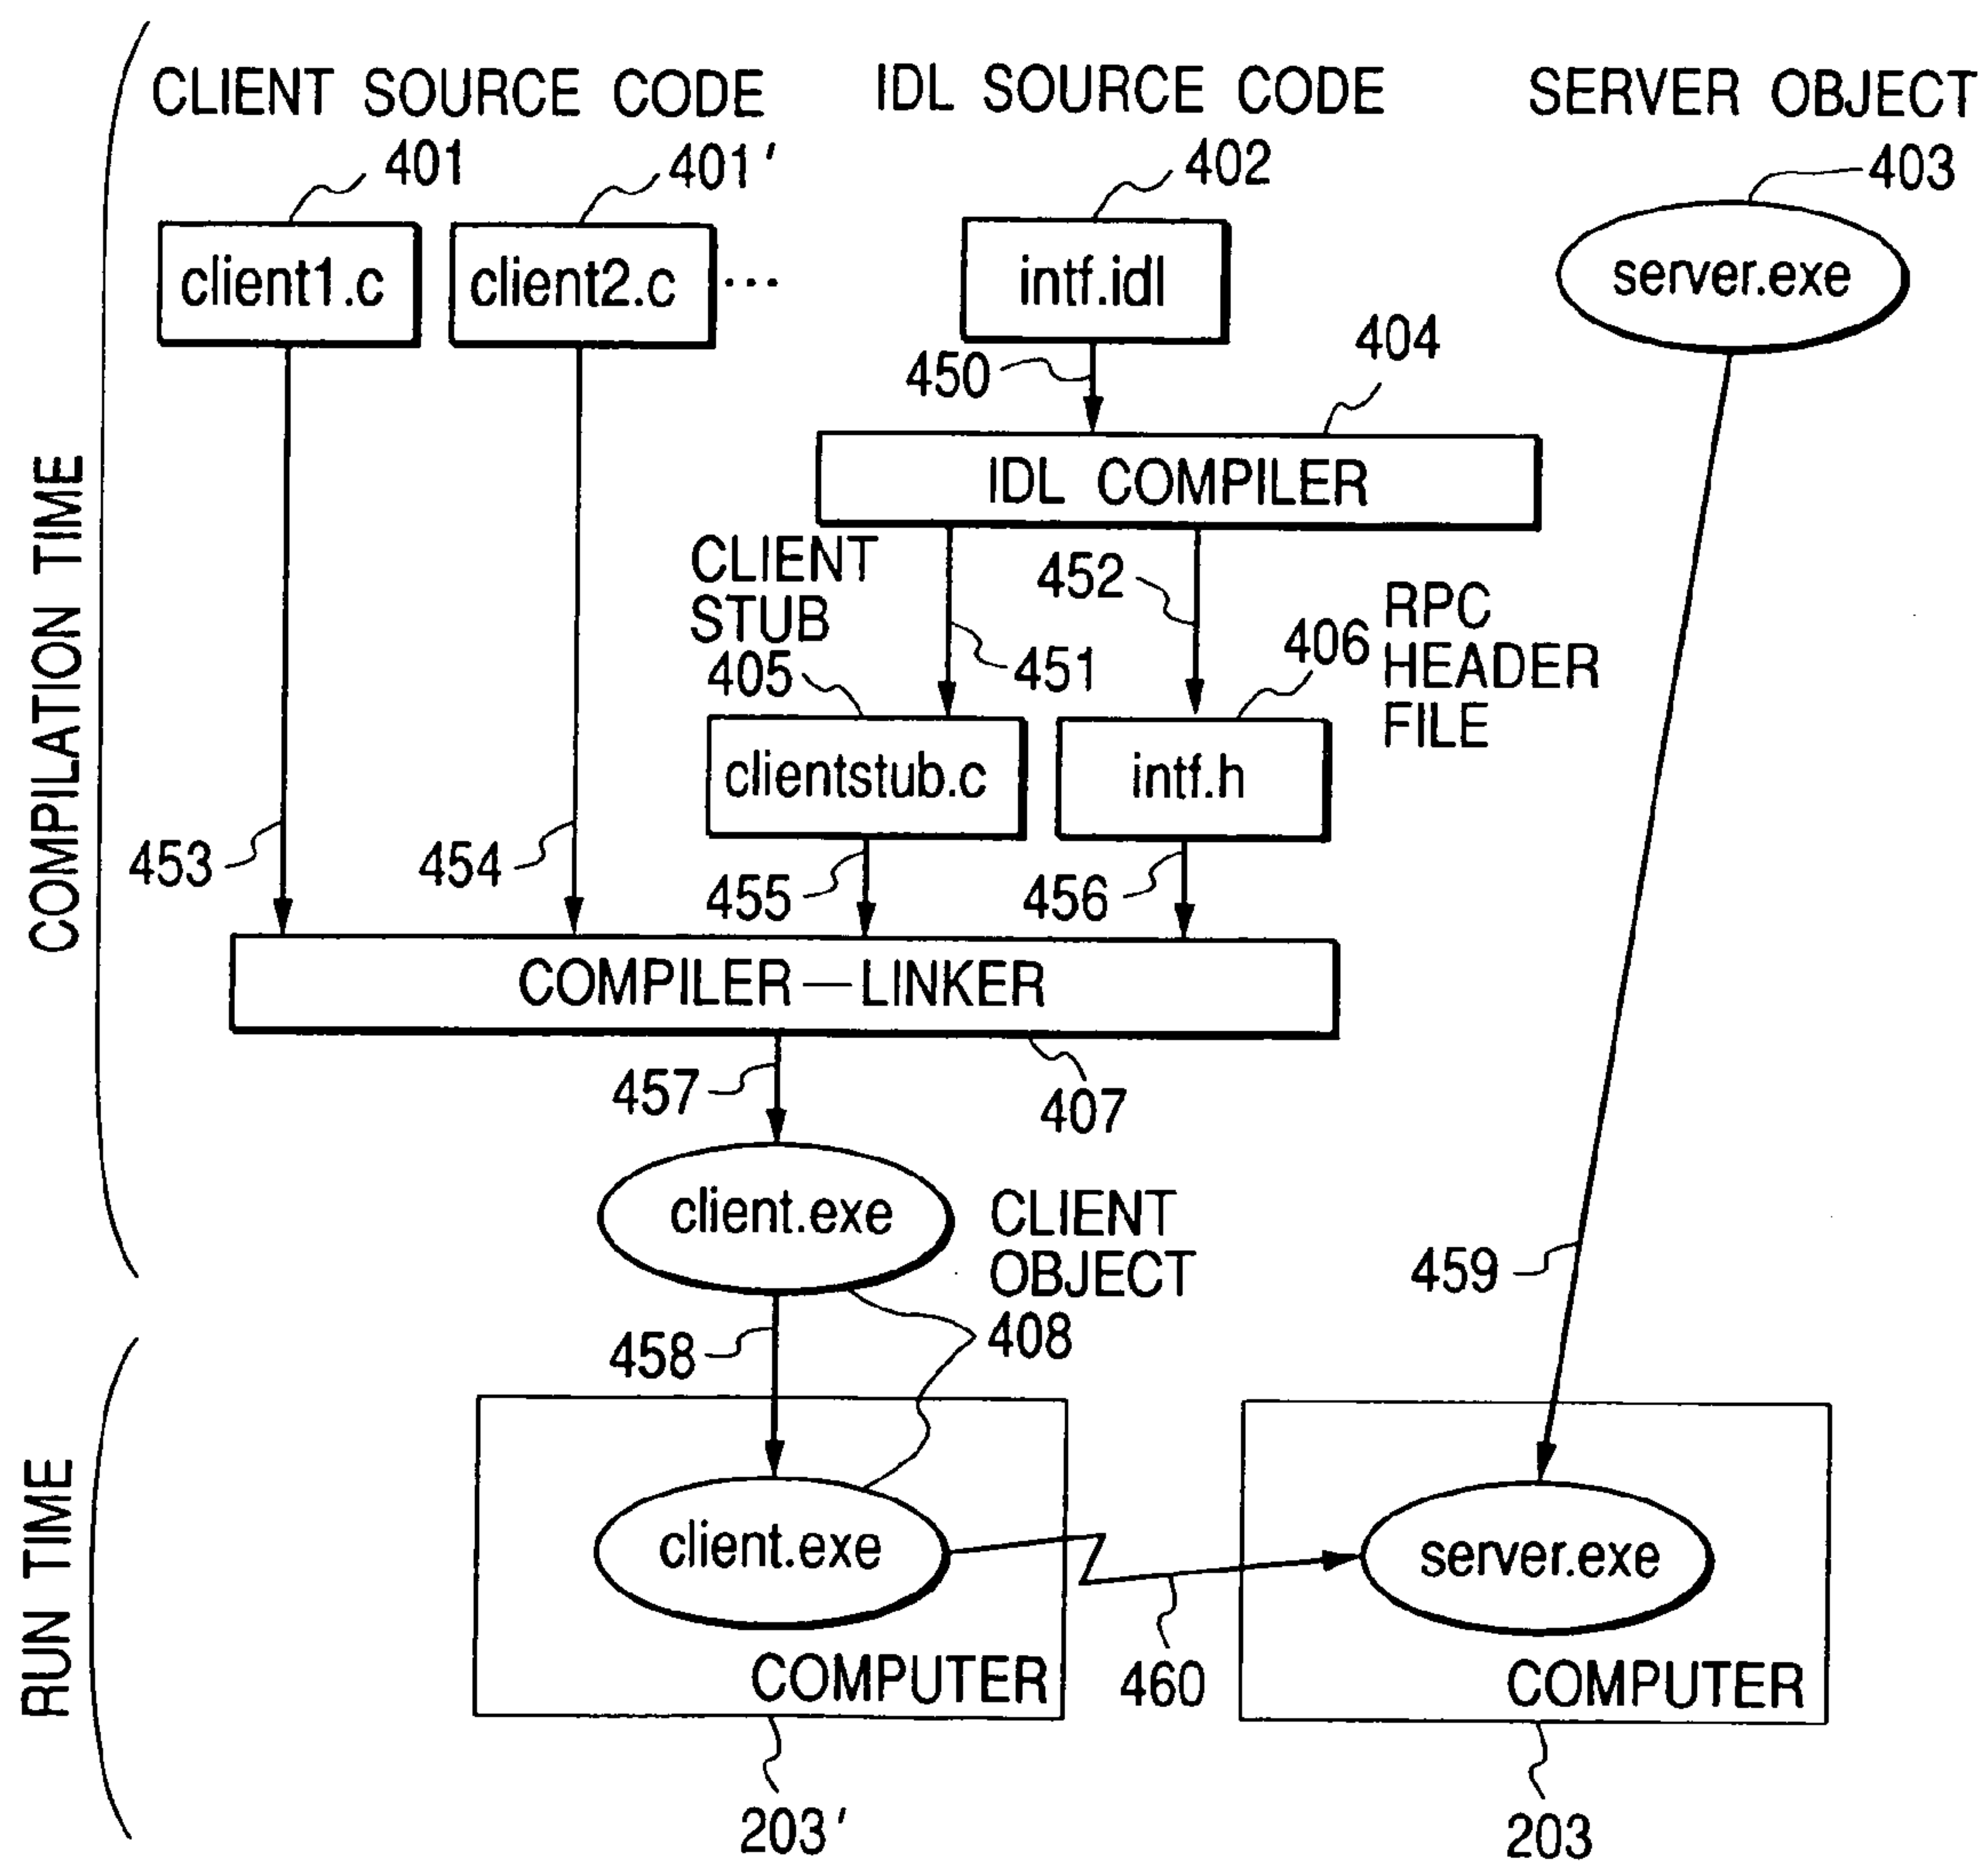 CLIENT SOURCE CODE
IDL SOURCE CODE
SERVER OBJECT
401
401'
402
403
client1.c
client2.c
...
intf.idl
server.exe
450
404
IDL COMPILER
CLIENT
STUB
405
451
452
406
RPC
HEADER
FILE
clientstub.c
intf.h
453
454
455
456
COMPILER—LINKER
457
407
client.exe
CLIENT
OBJECT
408
458
459
COMPILATION TIME
RUN TIME
client.exe
COMPUTER
460
server.exe
COMPUTER
203'
203